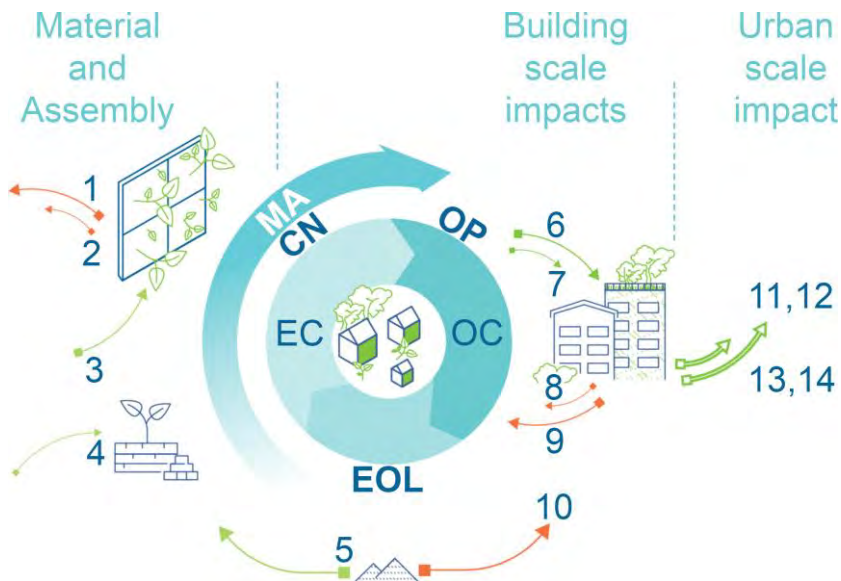 Material
and
Assembly
Building
scale
impacts
Urban
scale
impact
1
2
3
4
MA
CN
OP
EC
OC
EOL
5
10
6
7
8
9
11,12
13,14